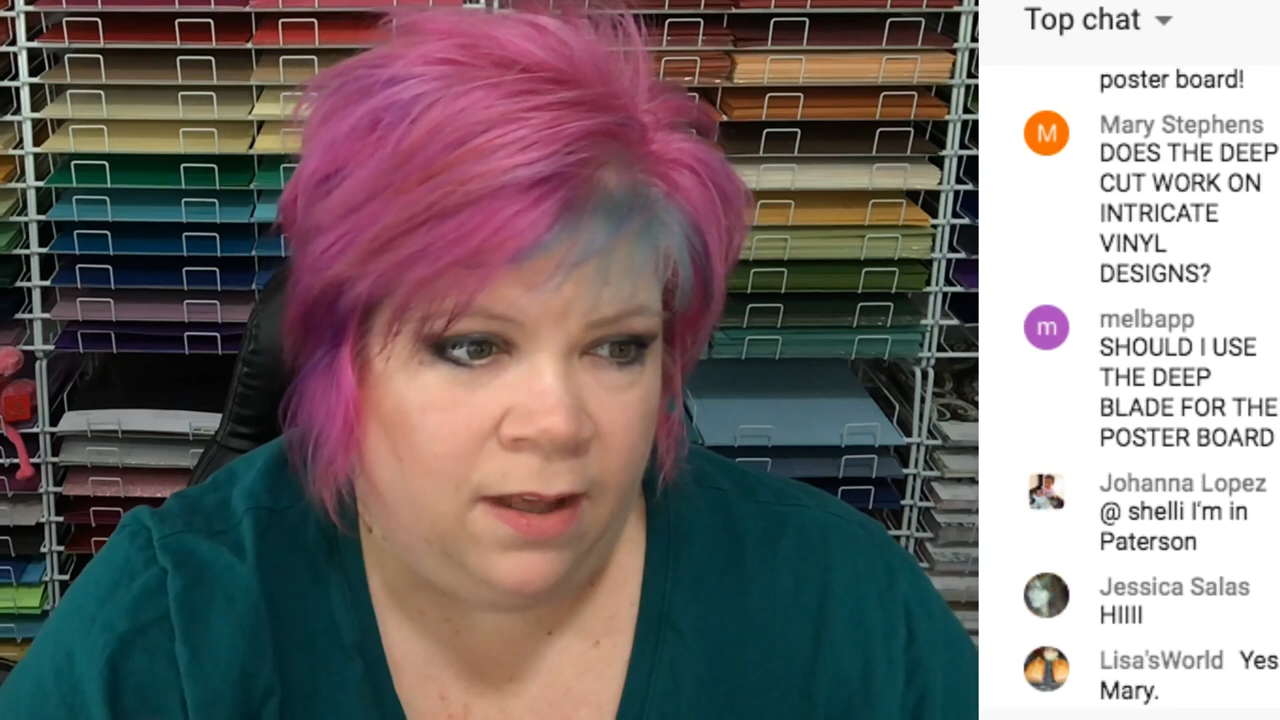 Top chat
poster board!
Mary Stephens
DOES THE DEEP
CUT WORK ON
INTRICATE
VINYL
DESIGNS?
M
melbapp
SHOULD I USE
THE DEEP
BLADE FOR THE
POSTER BOARD
m
Johanna Lopez
@ shelli I'm in
Paterson
Jessica Salas
HIIII
Lisa'sWorld Yes
Mary.